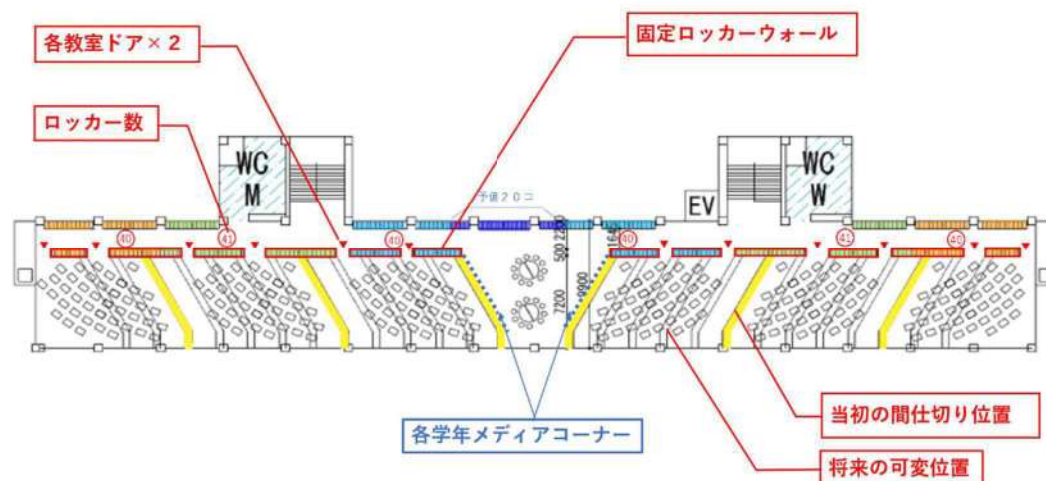 各教室ドア×2
固定ロッカーウォール
ロッカー数
WC
M
WC
W
予備20コ
EV
2200
500
7200
9900
40
41
40
40
41
40
当初の間仕切り位置
各学年メディアコーナー
将来の可変位置